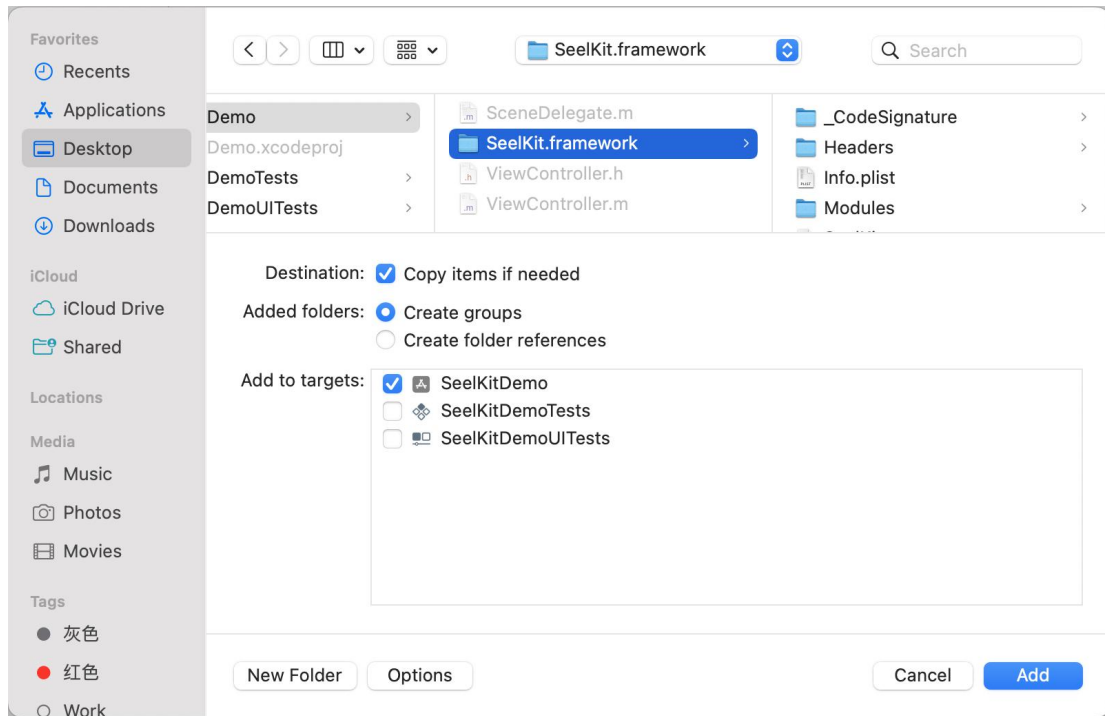 Favorites
Recents
Applications
Desktop
Documents
Downloads
iCloud
iCloud Drive
Shared
Locations
Media
Music
Photos
Movies
Tags
灰色
红色
Work
SeelKit.framework
Search
Demo
Demo.xcodeproj
DemoTests
DemoUITests
SceneDelegate.m
SeelKit.framework
ViewController.h
ViewController.m
_CodeSignature
Headers
Info.plist
Modules
Destination: Copy items if needed
Added folders: Create groups
Create folder references
Add to targets: SeelKitDemo
SeelKitDemoTests
SeelKitDemoUITests
New Folder Options Cancel Add